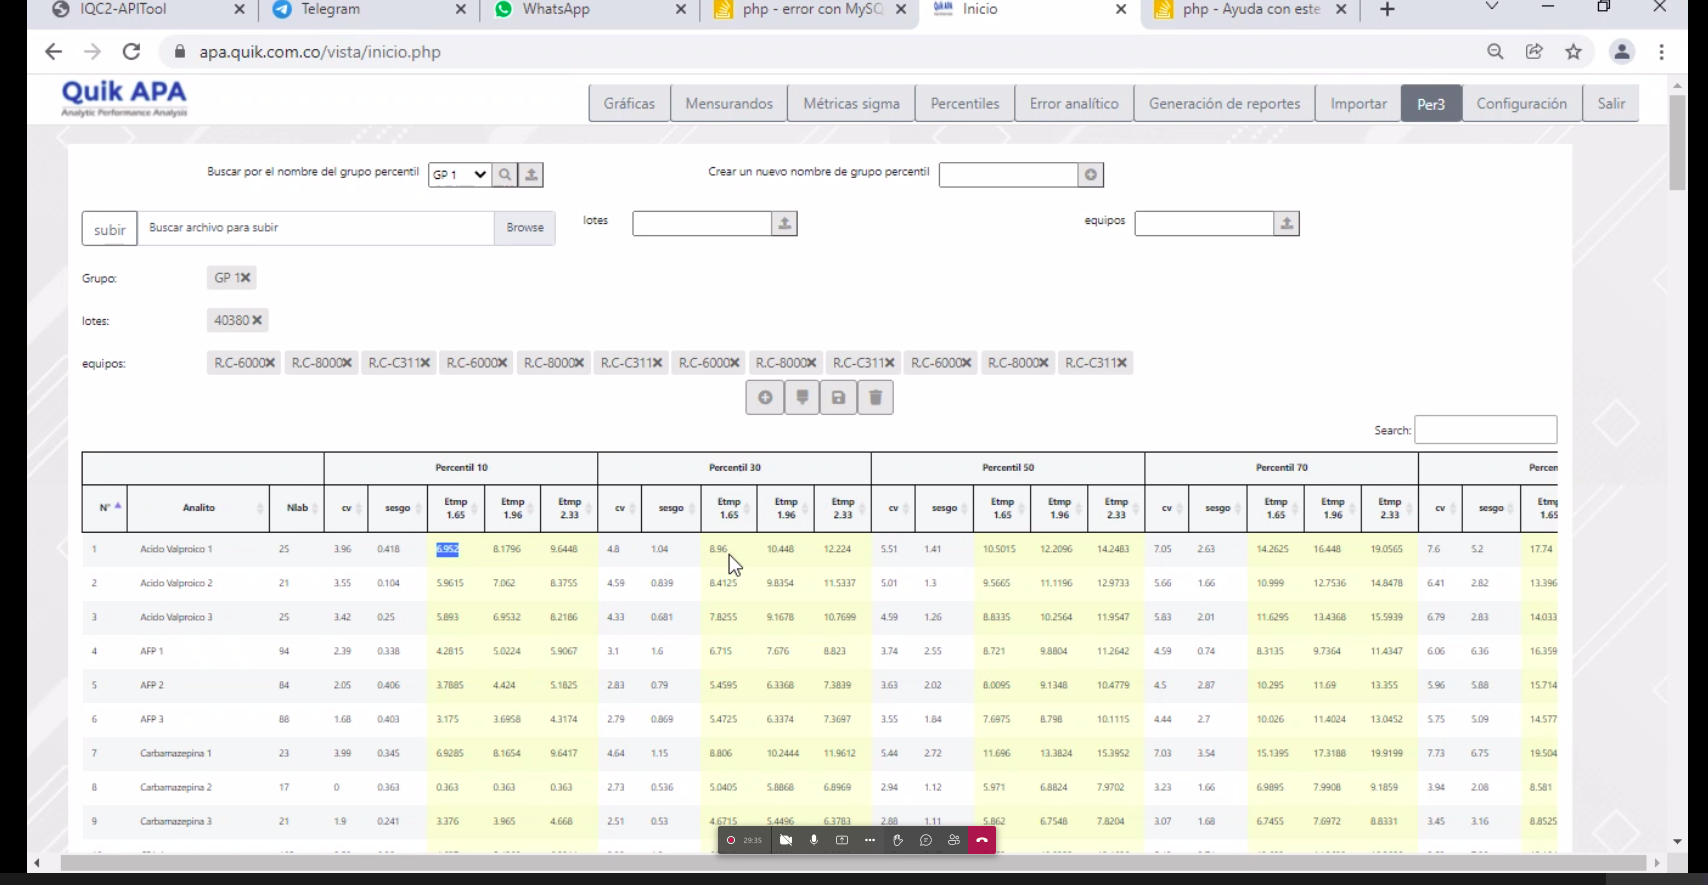 IQC2-APITool
Telegram
WhatsApp
php - error con MySQ
Inicio
php - Ayuda con este
apa.quik.com.co/vista/inicio.php
Quik APA
Analytic Performance Analysis
Gráficas
Mensurandos
Métricas sigma
Percentiles
Error analítico
Generación de reportes
Importar
Per3
Configuración
Salir
Buscar por el nombre del grupo percentil
GP 1
Crear un nuevo nombre de grupo percentil
subir
Buscar archivo para subir
Browse
lotes
equipos
Grupo:
GP 1
lotes:
40380
equipos:
R.C-6000 R.C-8000 R.C-C311 R.C-6000 R.C-8000 R.C-C311 R.C-6000 R.C-8000 R.C-C311 R.C-6000 R.C-8000 R.C-C311
Search:
Percentil 10 Percentil 30 Percentil 50 Percentil 70 Percen
N° Analito Nlab cv sesgo Etmp 1.65 Etmp 1.96 Etmp 2.33 cv sesgo Etmp 1.65 Etmp 1.96 Etmp 2.33 cv sesgo Etmp 1.65 Etmp 1.96 Etmp 2.33 cv sesgo Etmp 1.65 Etmp 1.96 Etmp 2.33 cv sesgo Etmp 1.65
1 Acido Valproico 1 25 3.96 0.418 6.952 8.1796 9.6448 4.8 1.04 8.96 10.448 12.224 5.51 1.41 10.5015 12.2096 14.2483 7.05 2.63 14.2625 16.448 19.0565 7.6 5.2 17.74
2 Acido Valproico 2 21 3.55 0.104 5.9615 7.062 8.3755 4.59 0.839 8.4125 9.8354 11.5337 5.01 1.3 9.5665 11.1196 12.9733 5.66 1.66 10.999 12.7536 14.8478 6.41 2.82 13.396
3 Acido Valproico 3 25 3.42 0.25 5.893 6.9532 8.2186 4.33 0.681 7.8255 9.1678 10.7699 4.59 1.26 8.8335 10.2564 11.9547 5.83 2.01 11.6295 13.4368 15.5939 6.79 2.83 14.033
4 AFP 1 94 2.39 0.338 4.2815 5.0224 5.9067 3.1 1.6 6.715 7.676 8.823 3.74 2.55 8.721 9.8804 11.2642 4.59 0.74 8.3135 9.7364 11.4347 6.06 6.36 16.359
5 AFP 2 84 2.05 0.406 3.7885 4.424 5.1825 2.83 0.79 5.4595 6.3368 7.3839 3.63 2.02 8.0095 9.1348 10.4779 4.5 2.87 10.295 11.69 13.355 5.96 5.88 15.714
6 AFP 3 88 1.68 0.403 3.175 3.6958 4.3174 2.79 0.869 5.4725 6.3374 7.3697 3.55 1.84 7.6975 8.798 10.1115 4.44 2.7 10.026 11.4024 13.0452 5.75 5.09 14.577
7 Carbamazepina 1 23 3.99 0.345 6.9285 8.1654 9.6417 4.64 1.15 8.806 10.2444 11.9612 5.44 2.72 11.696 13.3824 15.3952 7.03 3.54 15.1395 17.3188 19.9199 7.73 6.75 19.504
8 Carbamazepina 2 17 0 0.363 0.363 0.363 0.363 2.73 0.536 5.0405 5.8868 6.8969 2.94 1.12 5.971 6.8824 7.9702 3.23 1.66 6.9895 7.9908 9.1859 3.94 2.08 8.581
9 Carbamazepina 3 21 1.9 0.241 3.376 3.965 4.668 2.51 0.53 4.6715 5.4496 6.3783 2.88 1.11 5.862 6.7548 7.8204 3.07 1.68 6.7455 7.6972 8.8331 3.45 3.16 8.8525
29:35